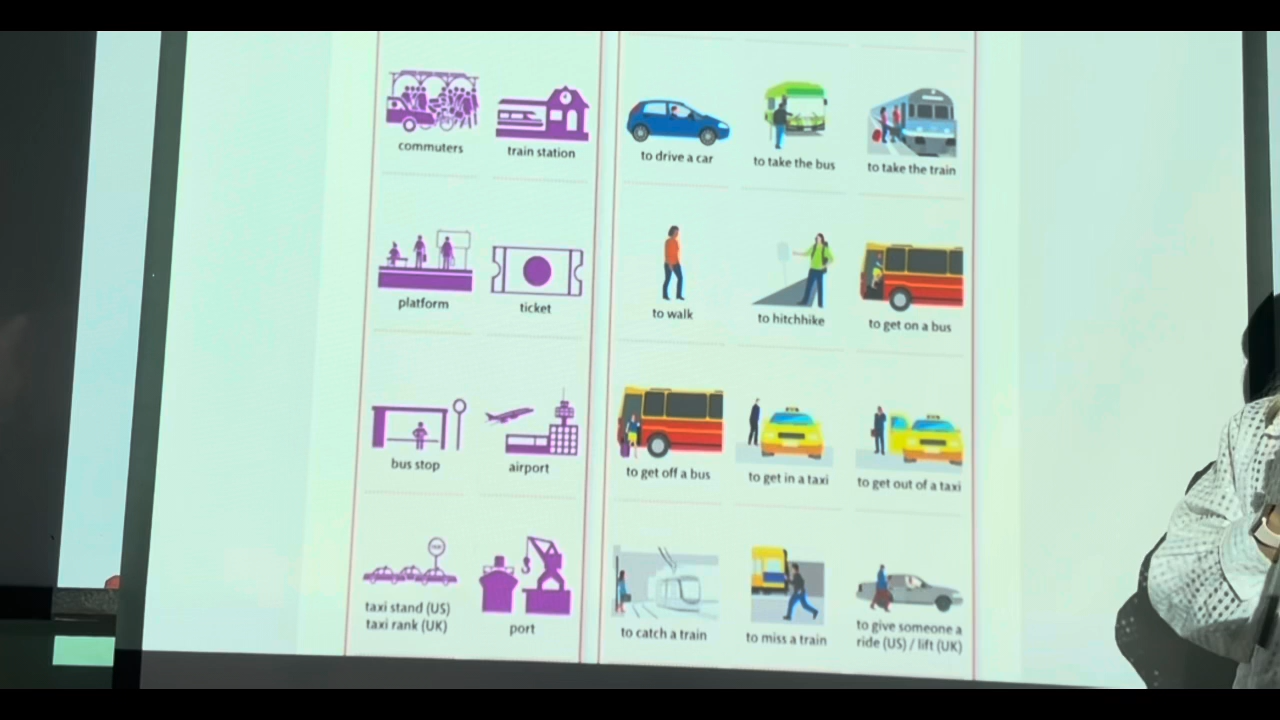 commuters
train station
platform
ticket
bus stop
airport
taxi stand (US)
taxi rank (UK)
port
to drive a car
to take the bus
to take the train
to walk
to hitchhike
to get on a bus
to get off a bus
to get in a taxi
to get out of a taxi
to catch a train
to miss a train
to give someone a
ride (US) / lift (UK)